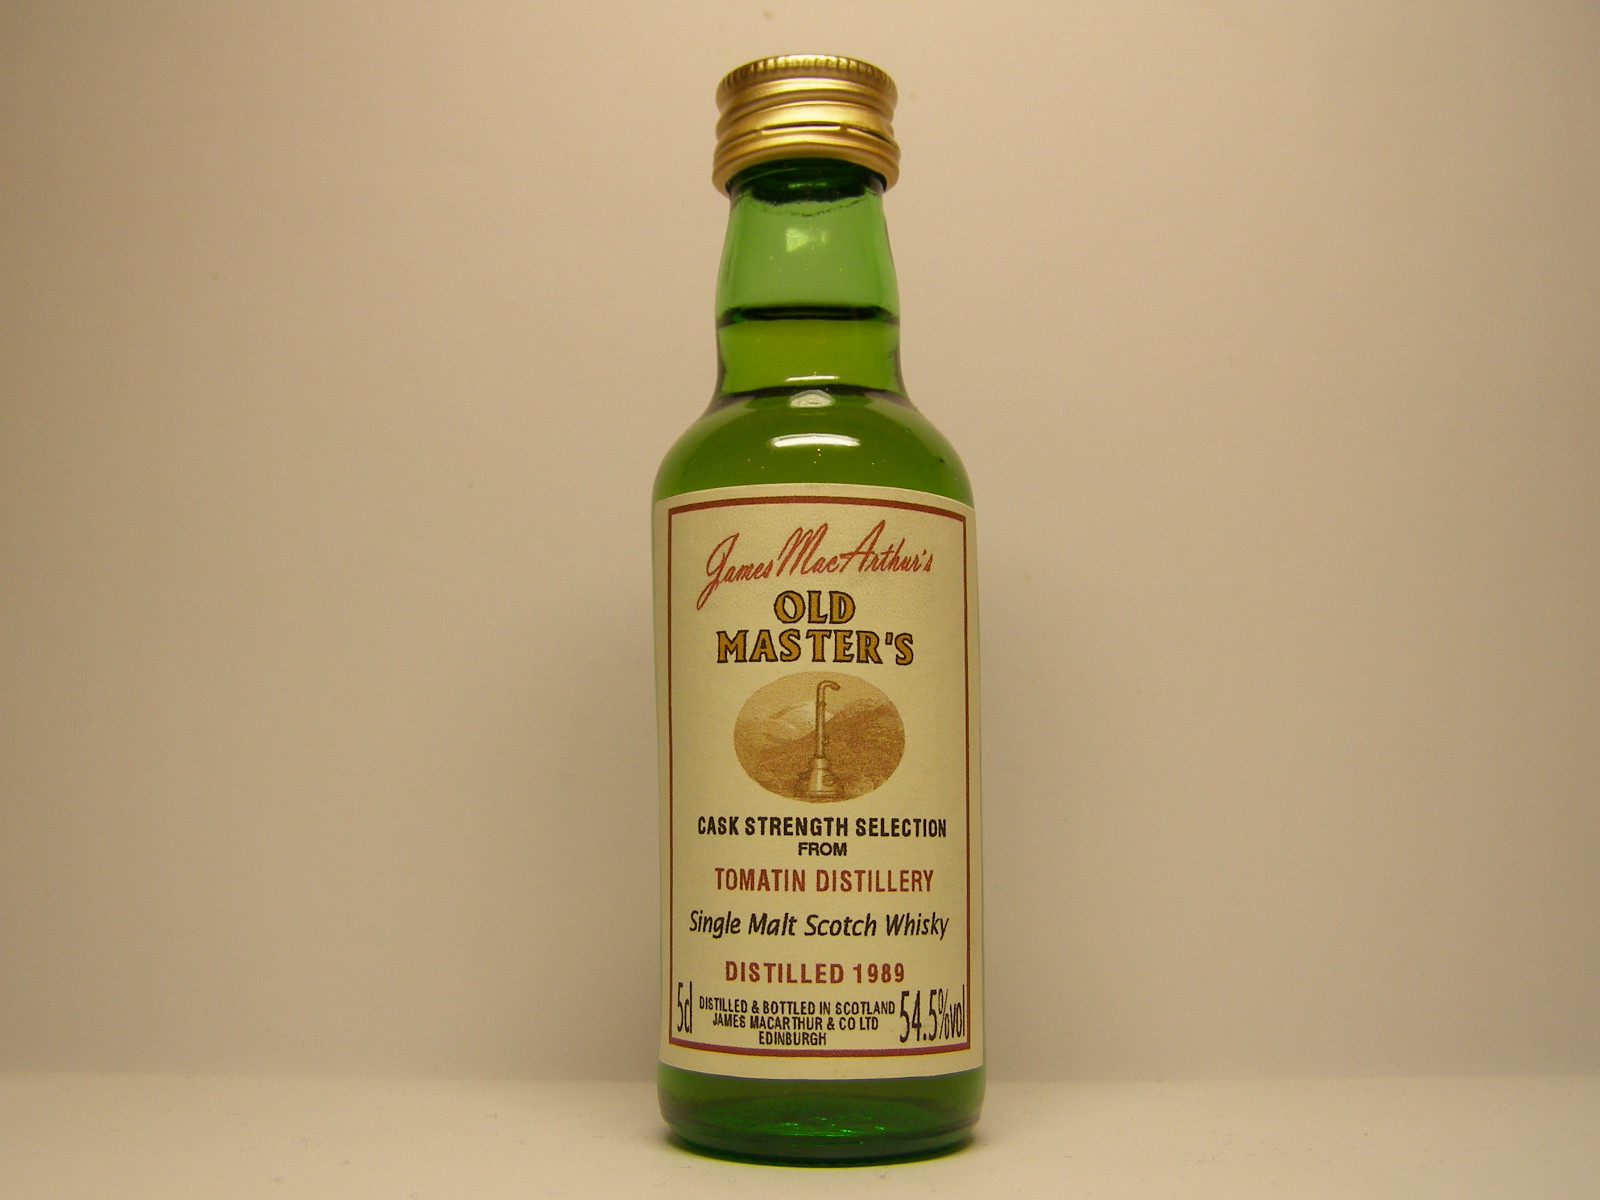 James MacArthur's
OLD
MASTER'S
CASK STRENGTH SELECTION
FROM
TOMATIN DISTILLERY
Single Malt Scotch Whisky
DISTILLED 1989
5cl
DISTILLED & BOTTLED IN SCOTLAND
JAMES MACARTHUR & CO LTD
EDINBURGH
54.5%vol